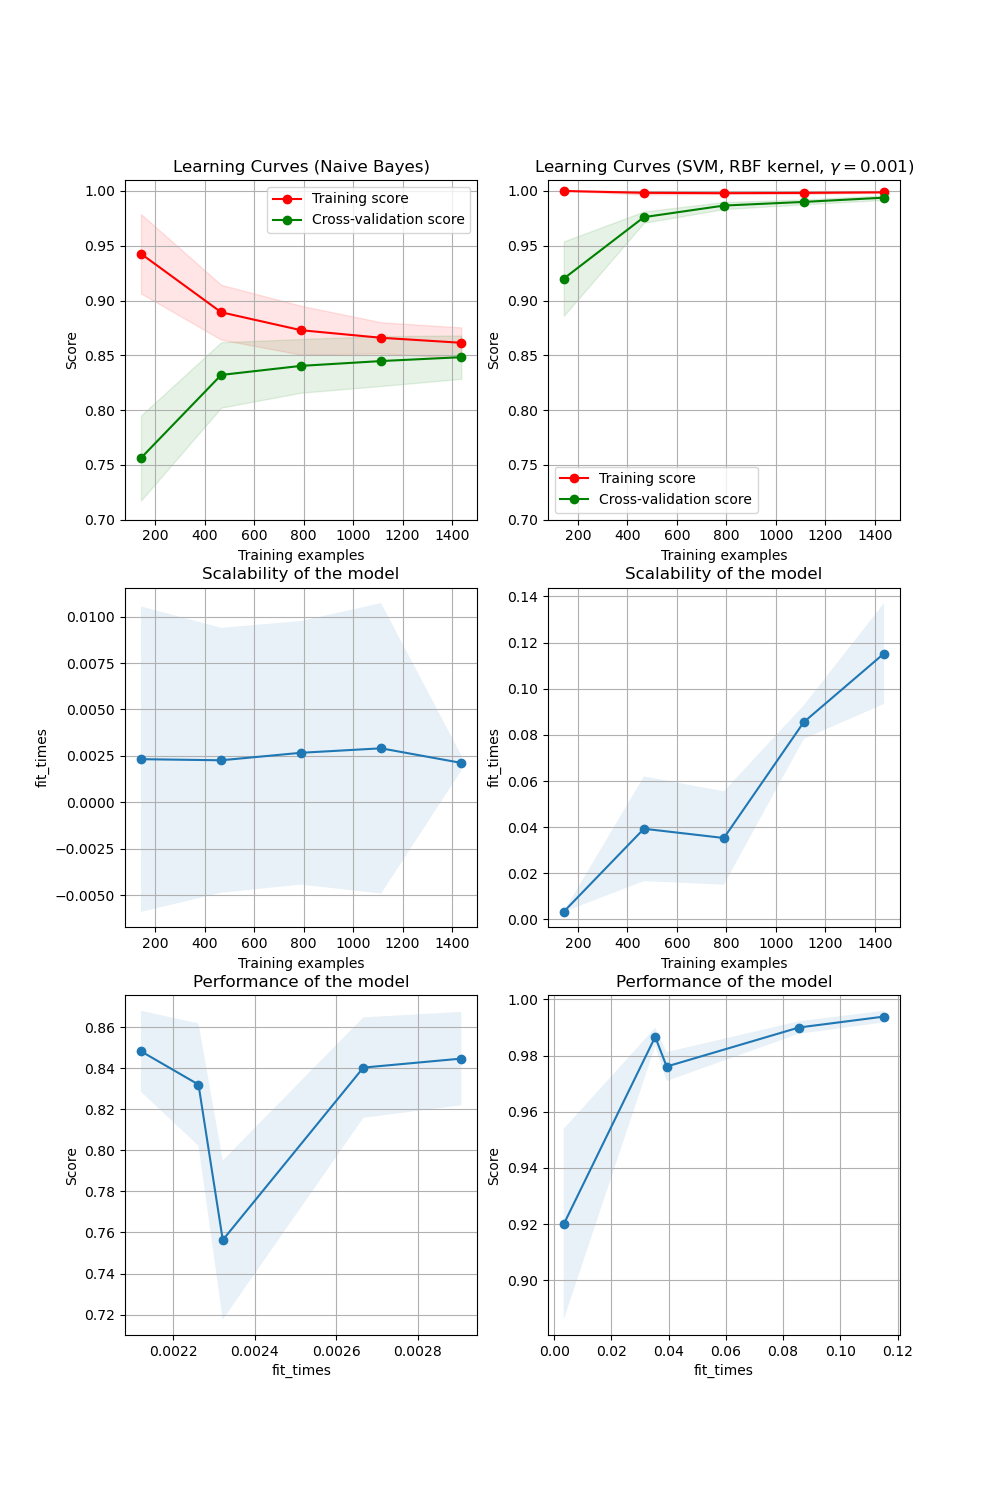 Learning Curves (Naive Bayes)
1.00
0.95
0.90
0.85
0.80
0.75
0.70
Score
Training score
Cross-validation score
200 400 600 800 1000 1200 1400
Training examples
Learning Curves (SVM, RBF kernel, γ = 0.001)
1.00
0.95
0.90
0.85
0.80
0.75
0.70
Score
Training score
Cross-validation score
200 400 600 800 1000 1200 1400
Training examples
Scalability of the model
0.0100
0.0075
0.0050
0.0025
0.0000
−0.0025
−0.0050
fit_times
200 400 600 800 1000 1200 1400
Training examples
Scalability of the model
0.14
0.12
0.10
0.08
0.06
0.04
0.02
0.00
fit_times
200 400 600 800 1000 1200 1400
Training examples
Performance of the model
0.86
0.84
0.82
0.80
0.78
0.76
0.74
0.72
Score
0.0022 0.0024 0.0026 0.0028
fit_times
Performance of the model
1.00
0.98
0.96
0.94
0.92
0.90
Score
0.00 0.02 0.04 0.06 0.08 0.10 0.12
fit_times